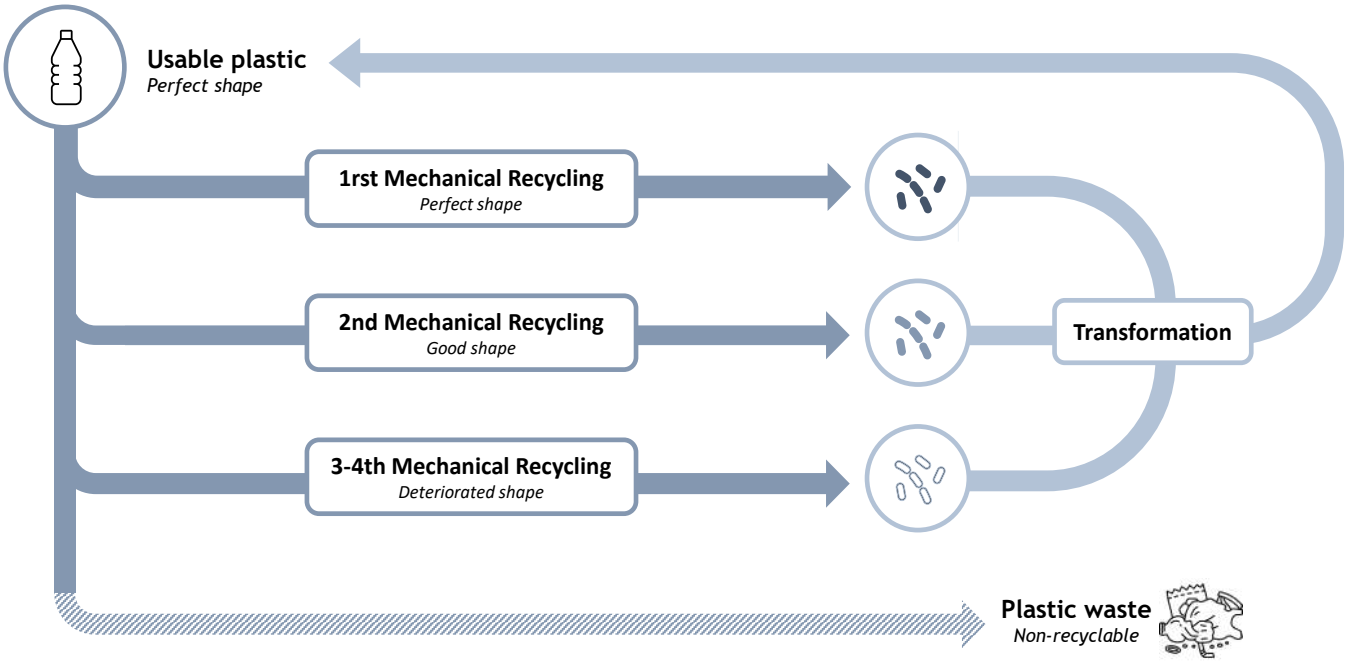 Usable plastic
Perfect shape
1rst Mechanical Recycling
Perfect shape
2nd Mechanical Recycling
Good shape
Transformation
3-4th Mechanical Recycling
Deteriorated shape
Plastic waste
Non-recyclable